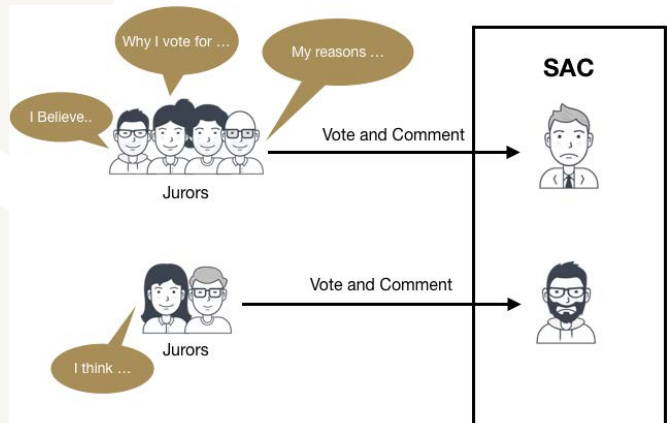 Why I vote for ...
My reasons ...
I Believe..
SAC
Vote and Comment
Jurors
Vote and Comment
Jurors
I think ...